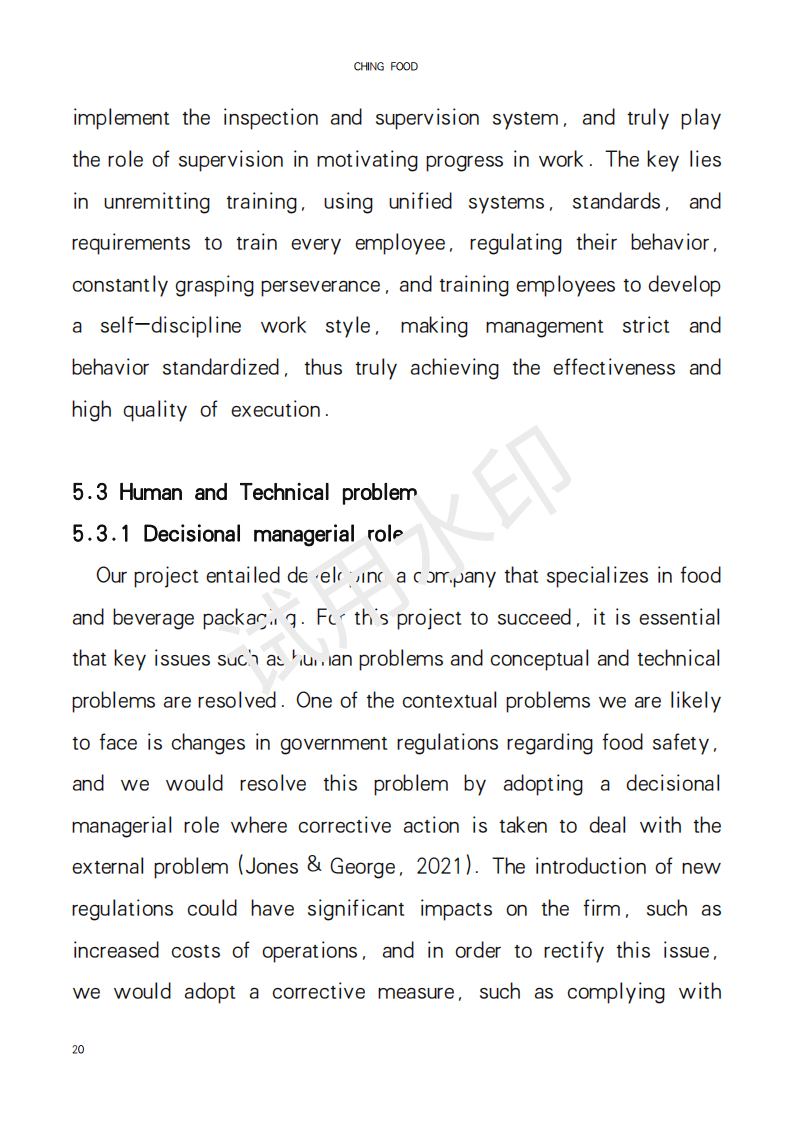 CHING FOOD
implement the inspection and supervision system, and truly play
the role of supervision in motivating progress in work. The key lies
in unremitting training, using unified systems, standards, and
requirements to train every employee, regulating their behavior,
constantly grasping perseverance, and training employees to develop
a self—discipline work style, making management strict and
behavior standardized, thus truly achieving the effectiveness and
high quality of execution.
5.3 Human and Technical problem
5.3.1 Decisional managerial role
Our project entailed developing a company that specializes in food
and beverage packaging. For this project to succeed, it is essential
that key issues such as human problems and conceptual and technical
problems are resolved. One of the contextual problems we are likely
to face is changes in government regulations regarding food safety,
and we would resolve this problem by adopting a decisional
managerial role where corrective action is taken to deal with the
external problem (Jones & George, 2021). The introduction of new
regulations could have significant impacts on the firm, such as
increased costs of operations, and in order to rectify this issue,
we would adopt a corrective measure, such as complying with
20
试用水印